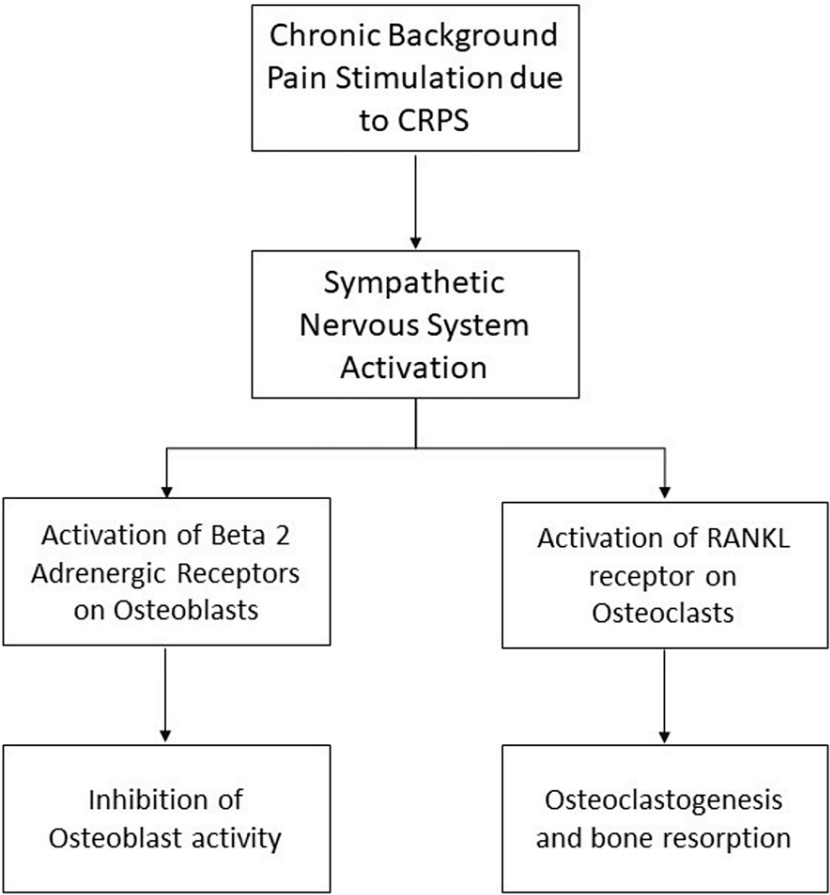 Chronic Background
Pain Stimulation due
to CRPS
Sympathetic
Nervous System
Activation
Activation of Beta 2
Adrenergic Receptors
on Osteoblasts
Activation of RANKL
receptor on
Osteoclasts
Inhibition of
Osteoblast activity
Osteoclastogenesis
and bone resorption